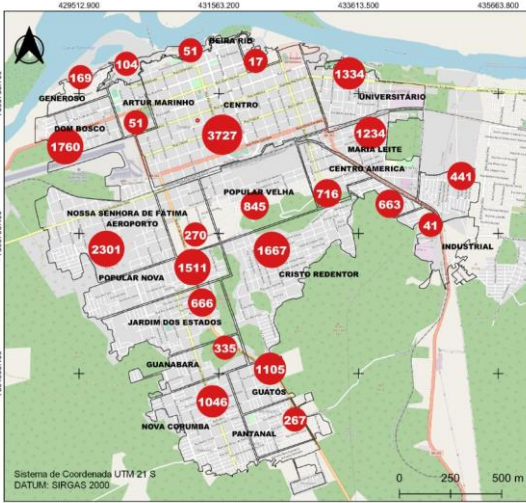 429512.900 431563.200 433613.500 435663.800
BEIRA RIO
51
17
104
169
1334
GENEROSO
ARTUR MARINHO
CENTRO
UNIVERSITÁRIO
DOM BOSCO
51
3727
1234
1760
MARIA LEITE
CENTRO AMERICA
441
POPULAR VELHA
716
845
663
NOSSA SENHORA DE FÁTIMA
AEROPORTO
41
270
2301
1667
INDUSTRIAL
1511
POPULAR NOVA
CRISTO REDENTOR
666
JARDIM DOS ESTADOS
335
GUANABARA
1105
GUATÓS
1046
267
NOVA CORUMBA
PANTANAL
Sistema de Coordenada UTM 21 S
DATUM: SIRGAS 2000
0 250 500 m